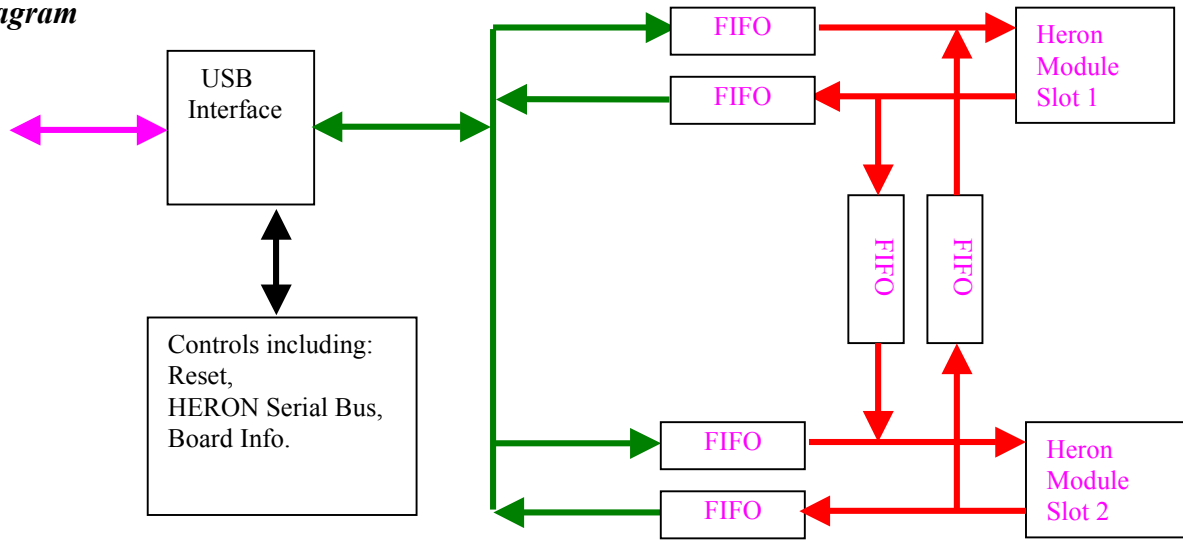 USB
Interface
Controls including:
Reset,
HERON Serial Bus,
Board Info.
FIFO
FIFO
Heron
Module
Slot 1
FIFO
FIFO
FIFO
FIFO
Heron
Module
Slot 2